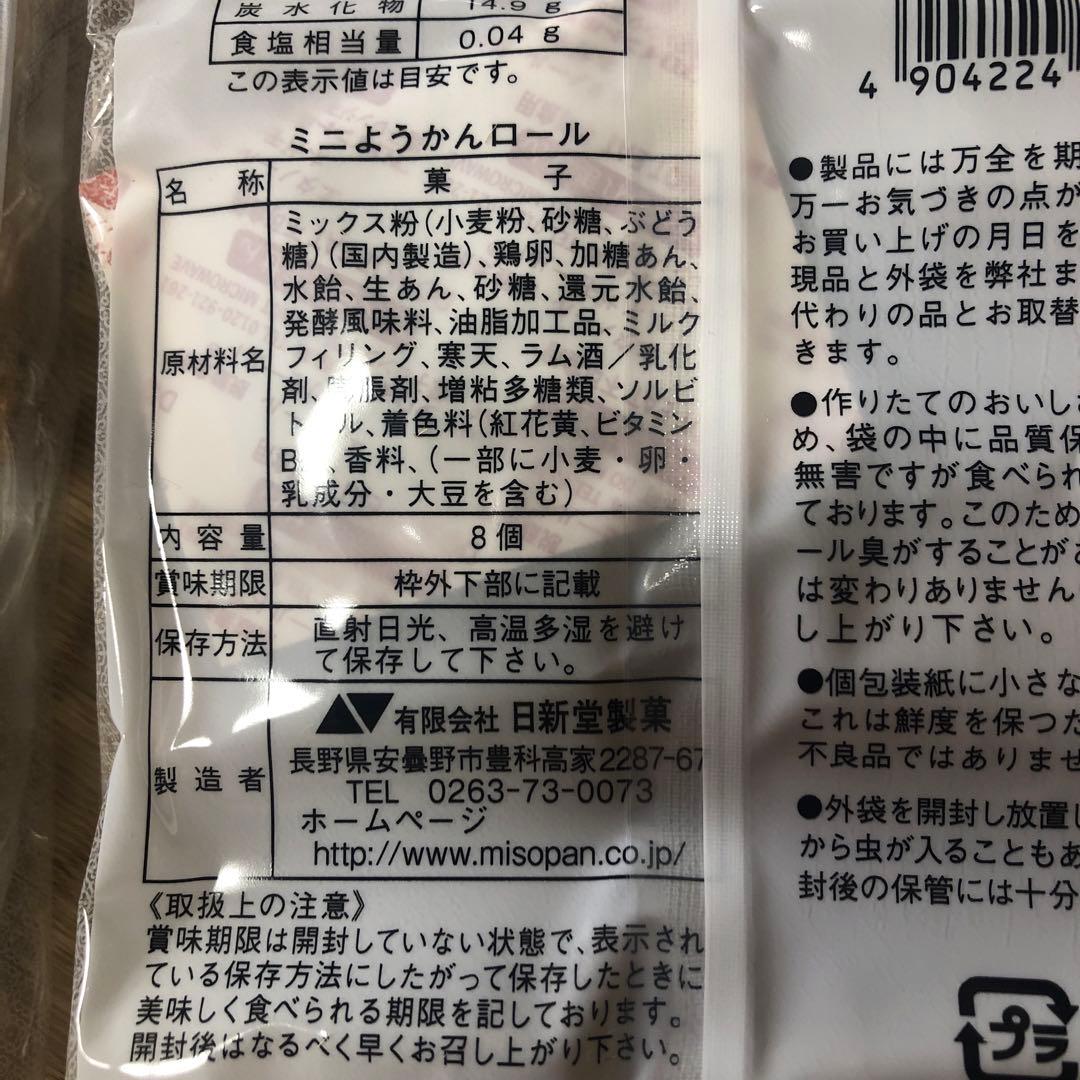 炭水化物 14.9g
食塩相当量 0.04g
この表示値は目安です。
ミニようかんロール
名称 菓子
原材料名
ミックス粉(小麦粉、砂糖、ぶどう
糖)(国内製造)、鶏卵、加糖あん、
水飴、生あん、砂糖、還元水飴、
発酵風味料、油脂加工品、ミルク
フィリング、寒天、ラム酒/乳化
剤、膨脹剤、増粘多糖類、ソルビ
トール、着色料(紅花黄、ビタミン
B 、香料、(一部に小麦・卵・
乳成分・大豆を含む)
内容量 8個
賞味期限 枠外下部に記載
保存方法
直射日光、高温多湿を避け
て保存して下さい。
製造者
有限会社 日新堂製菓
長野県安曇野市豊科高家2287-67
TEL 0263-73-0073
ホームページ
http://www.misopan.co.jp/
《取扱上の注意》
賞味期限は開封していない状態で、表示され
ている保存方法にしたがって保存したときに
美味しく食べられる期限を記しております。
開封後はなるべく早くお召し上がり下さい。
4 904224
●製品には万全を期
万一お気づきの点が
お買い上げの月日を
現品と外袋を弊社ま
代わりの品とお取替
きます。
●作りたてのおいし
め、袋の中に品質保
無害ですが食べられ
ております。このため
ール臭がすることが
は変わりありません
し上がり下さい。
●個包装紙に小さな
これは鮮度を保つた
不良品ではありませ
●外袋を開封し放置
から虫が入ることもあ
封後の保管には十分
プラ